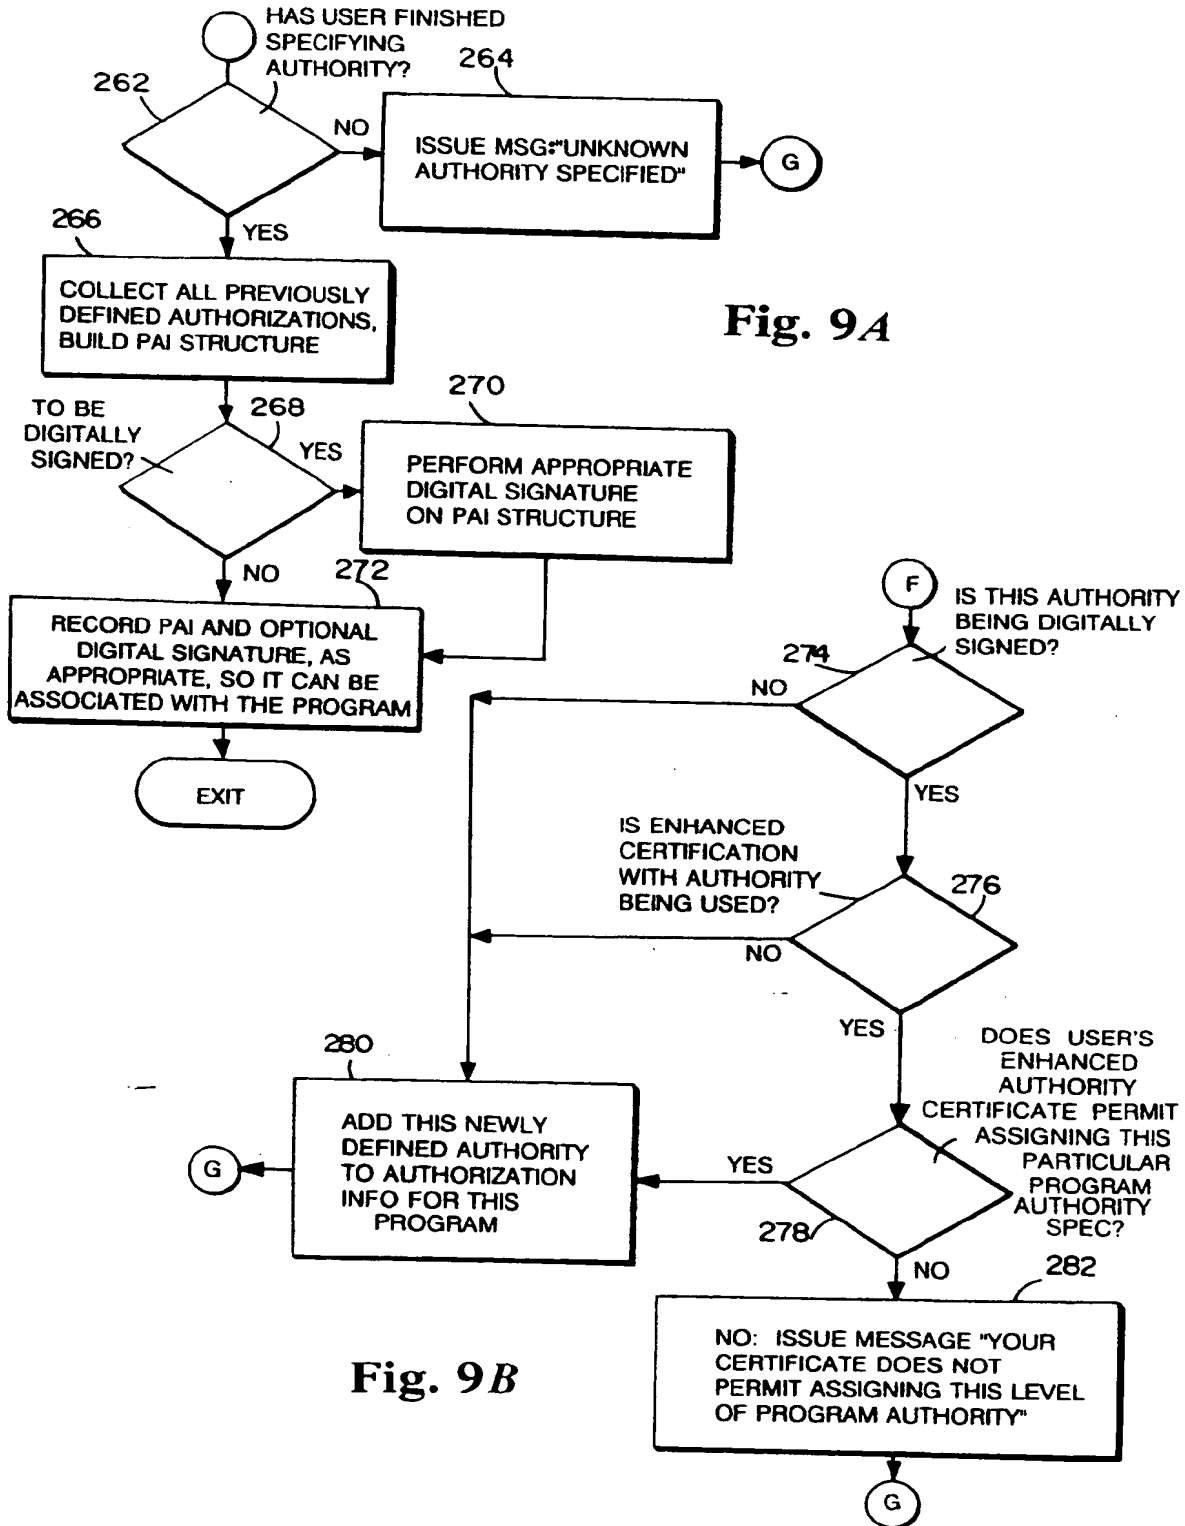 HAS USER FINISHED
SPECIFYING
AUTHORITY?
262
264
NO
ISSUE MSG:"UNKNOWN
AUTHORITY SPECIFIED"
G
YES
266
COLLECT ALL PREVIOUSLY
DEFINED AUTHORIZATIONS,
BUILD PAI STRUCTURE
Fig. 9A
TO BE
DIGITALLY
SIGNED?
268
YES
270
PERFORM APPROPRIATE
DIGITAL SIGNATURE
ON PAI STRUCTURE
NO
272
RECORD PAI AND OPTIONAL
DIGITAL SIGNATURE, AS
APPROPRIATE, SO IT CAN BE
ASSOCIATED WITH THE PROGRAM
EXIT
F
IS THIS AUTHORITY
BEING DIGITALLY
SIGNED?
274
NO
YES
IS ENHANCED
CERTIFICATION
WITH AUTHORITY
BEING USED?
276
NO
YES
DOES USER'S
ENHANCED
AUTHORITY
CERTIFICATE PERMIT
ASSIGNING THIS
PARTICULAR
PROGRAM
AUTHORITY
SPEC?
278
YES
280
ADD THIS NEWLY
DEFINED AUTHORITY
TO AUTHORIZATION
INFO FOR THIS
PROGRAM
G
NO
282
NO: ISSUE MESSAGE "YOUR
CERTIFICATE DOES NOT
PERMIT ASSIGNING THIS LEVEL
OF PROGRAM AUTHORITY"
G
Fig. 9B